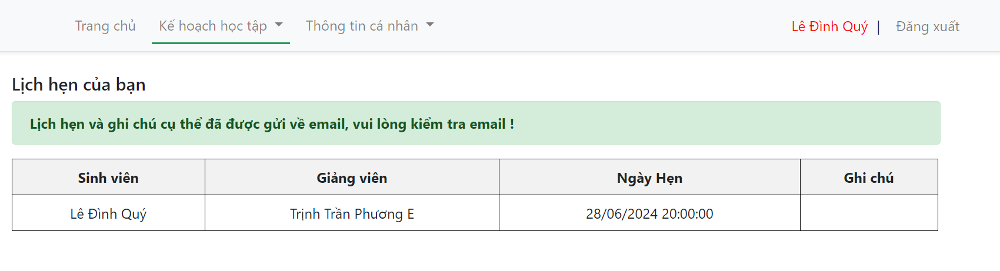 Trang chủ Kế hoạch học tập Thông tin cá nhân Lê Đình Quý | Đăng xuất
Lịch hẹn của bạn
Lịch hẹn và ghi chú cụ thể đã được gửi về email, vui lòng kiểm tra email !
Sinh viên Giảng viên Ngày Hẹn Ghi chú
Lê Đình Quý Trịnh Trần Phương E 28/06/2024 20:00:00